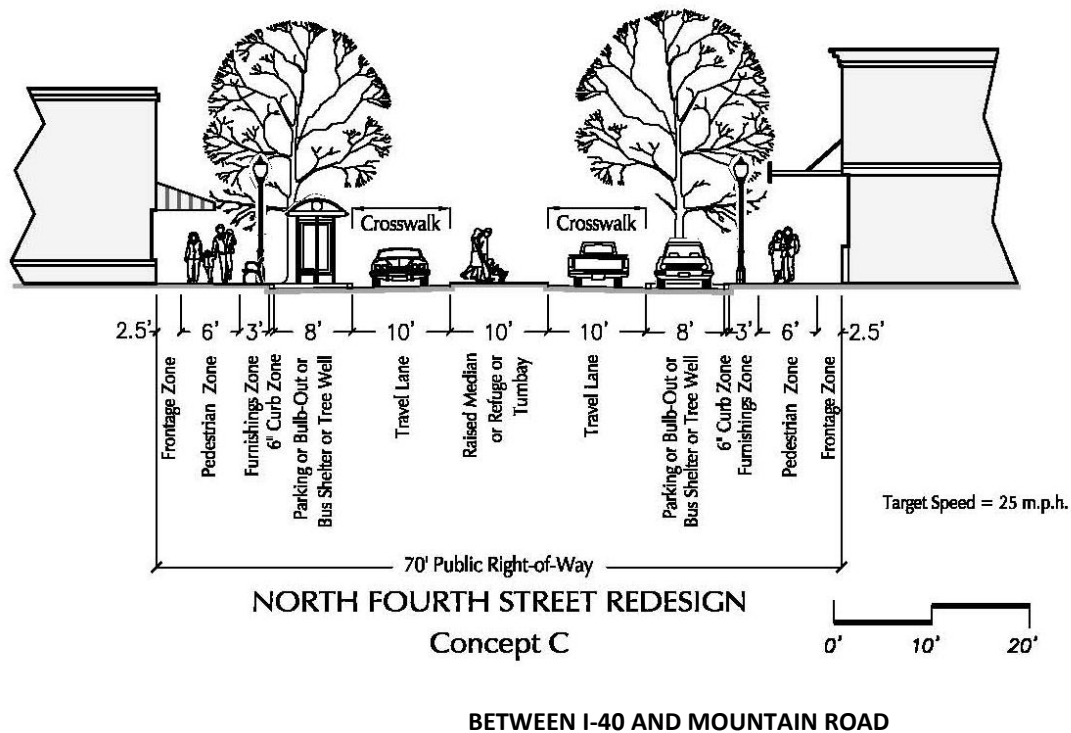 Crosswalk
Crosswalk
2.5' 6' 3' 8' 10' 10' 10' 8' 3' 6' 2.5'
Frontage Zone
Pedestrian Zone
Furnishings Zone
6" Curb Zone
Parking or Bulb-Out or
Bus Shelter or Tree Well
Travel Lane
Raised Median
or Refuge or
Turnbay
Travel Lane
Parking or Bulb-Out or
Bus Shelter or Tree Well
6" Curb Zone
Furnishings Zone
Pedestrian Zone
Frontage Zone
Target Speed = 25 m.p.h.
70' Public Right-of-Way
NORTH FOURTH STREET REDESIGN
Concept C
0' 10' 20'
BETWEEN I-40 AND MOUNTAIN ROAD